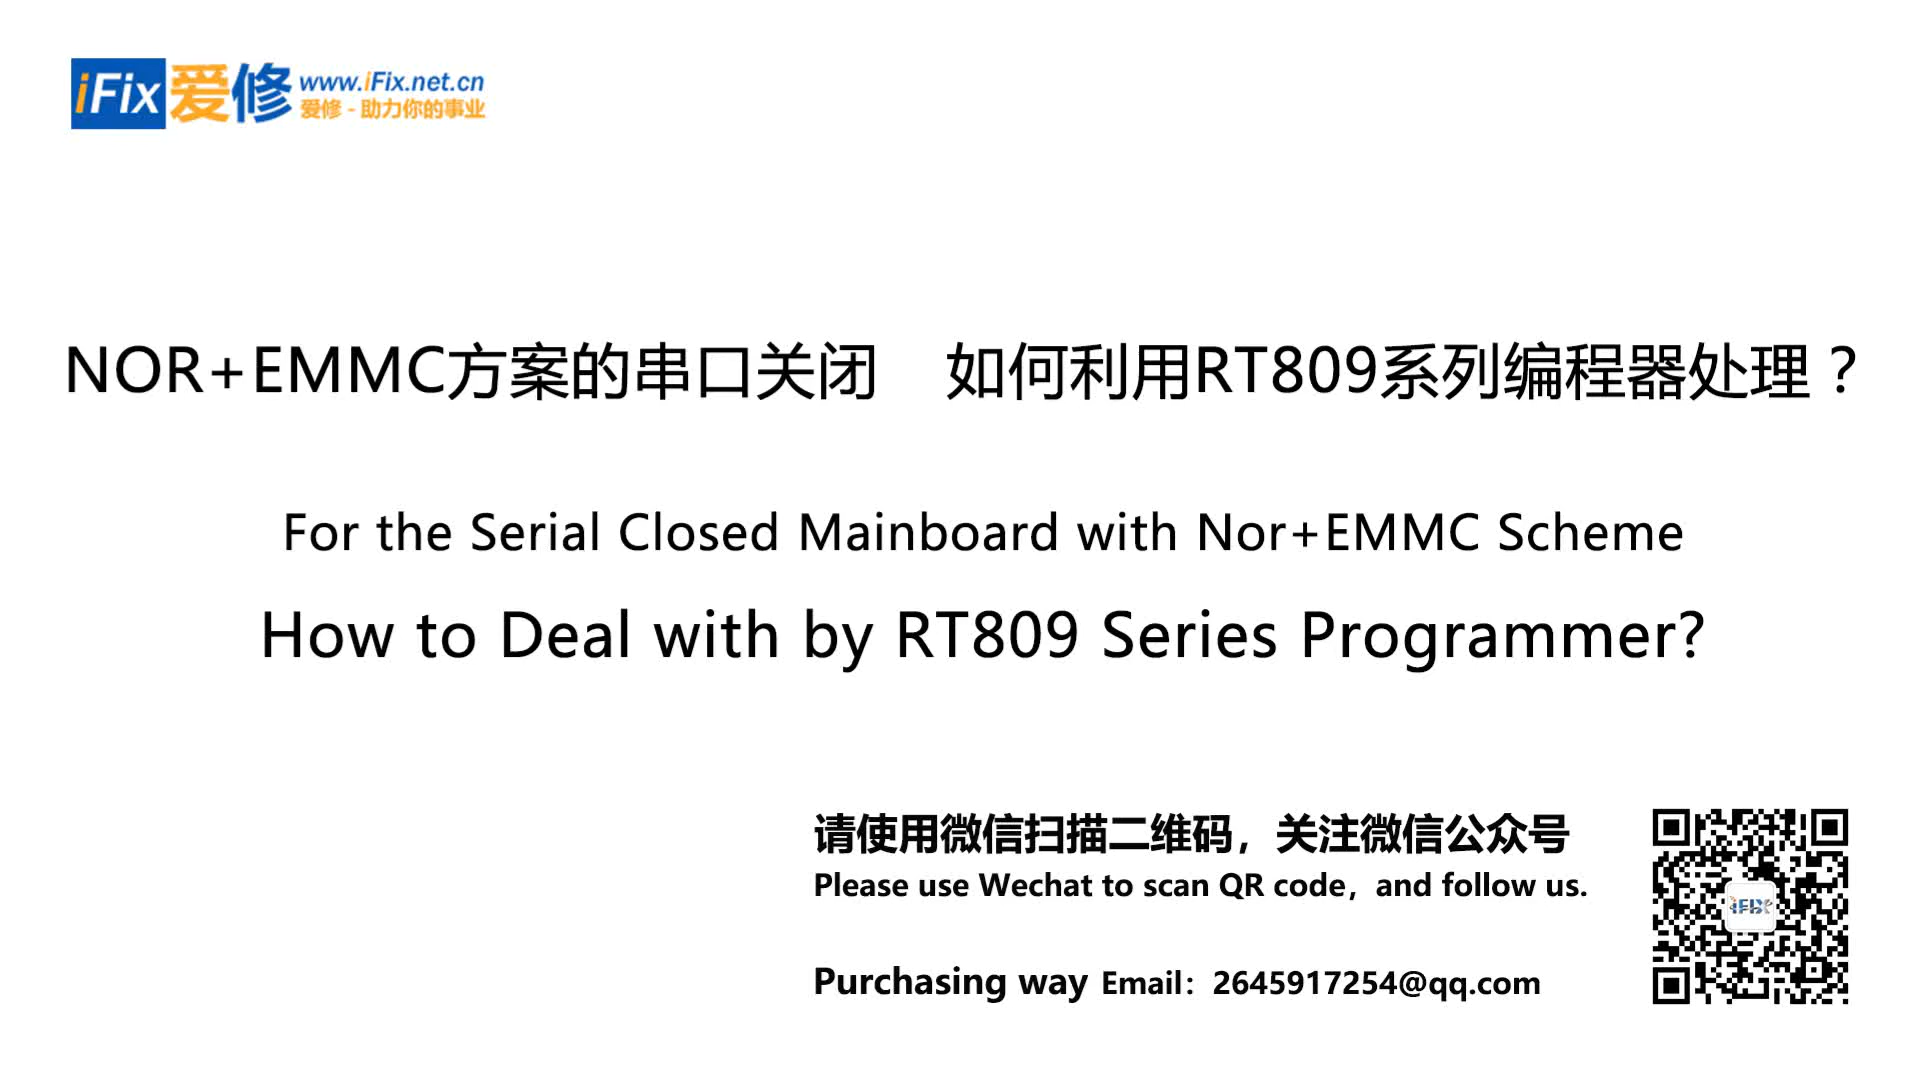 iFix爱修 www.iFix.net.cn
爱修 - 助力你的事业
NOR+EMMC方案的串口关闭 如何利用RT809系列编程器处理？
For the Serial Closed Mainboard with Nor+EMMC Scheme
How to Deal with by RT809 Series Programmer?
请使用微信扫描二维码，关注微信公众号
Please use Wechat to scan QR code，and follow us.
iFIX
Purchasing way Email：2645917254@qq.com